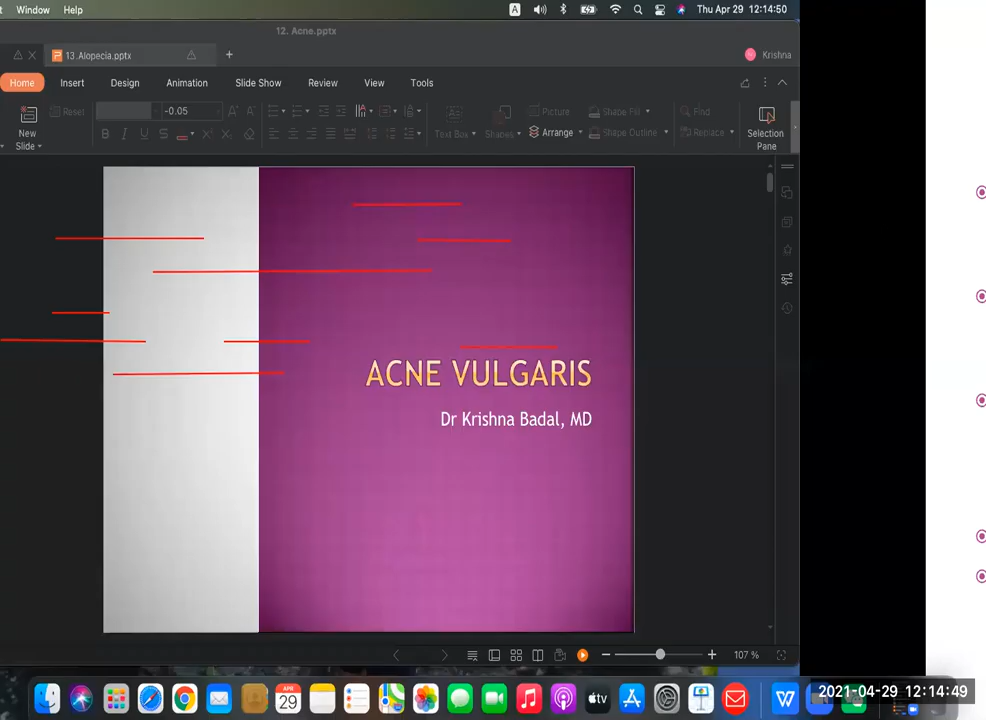 Window Help
A Thu Apr 29 12:14:50
12. Acne.pptx
13.Alopecia.pptx
+
Krishna
Home Insert Design Animation Slide Show Review View Tools
Reset -0.05 Picture Shape Fill Find
New Slide B I U S Text Box Shapes Arrange Shape Outline Replace Selection Pane
ACNE VULGARIS
Dr Krishna Badal, MD
107 %
APR
29
tv
2021-04-29 12:14:49